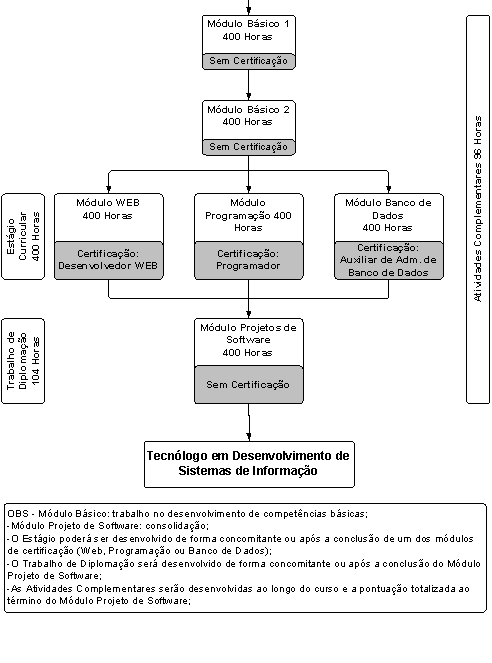 Módulo Básico 1
400 Horas
Sem Certificação
Módulo Básico 2
400 Horas
Sem Certificação
Atividades Complementares 96 Horas
Estágio
Curricular
400 Horas
Módulo WEB
400 Horas
Certificação:
Desenvolvedor WEB
Módulo
Programação 400
Horas
Certificação:
Programador
Módulo Banco de
Dados
400 Horas
Certificação:
Auxiliar de Adm. de
Banco de Dados
Trabalho de
Diplomação
104 Horas
Módulo Projetos de
Software
400 Horas
Sem Certificação
Tecnólogo em Desenvolvimento de
Sistemas de Informação
OBS - Módulo Básico: trabalho no desenvolvimento de competências básicas;
-Módulo Projeto de Software: consolidação;
-O Estágio poderá ser desenvolvido de forma concomitante ou após a conclusão de um dos módulos
de certificação (Web, Programação ou Banco de Dados);
-O Trabalho de Diplomação será desenvolvido de forma concomitante ou após a conclusão do Módulo
Projeto de Software;
-As Atividades Complementares serão desenvolvidas ao longo do curso e a pontuação totalizada ao
término do Módulo Projeto de Software;